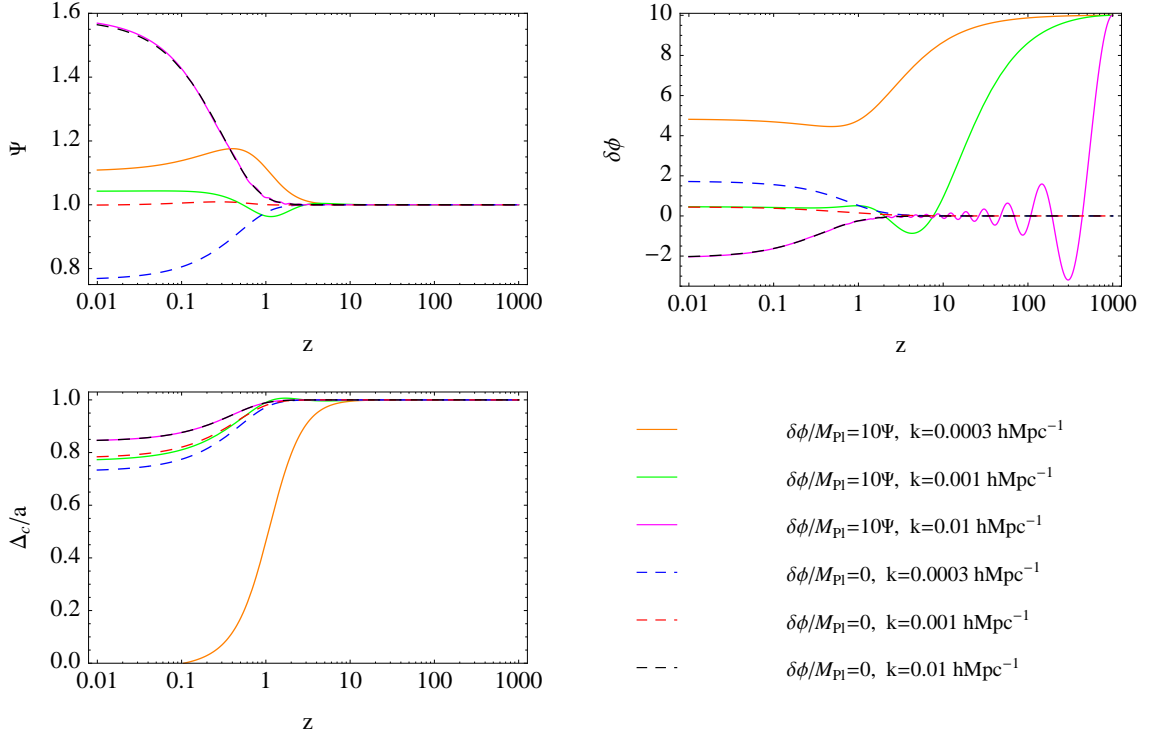 Ψ
1.6
1.4
1.2
1.0
0.8
0.01 0.1 1 10 100 1000
z
δϕ
10
8
6
4
2
0
−2
0.01 0.1 1 10 100 1000
z
Δc/a
1.0
0.8
0.6
0.4
0.2
0.0
0.01 0.1 1 10 100 1000
z
δϕ/MPl=10Ψ, k=0.0003 hMpc⁻¹
δϕ/MPl=10Ψ, k=0.001 hMpc⁻¹
δϕ/MPl=10Ψ, k=0.01 hMpc⁻¹
δϕ/MPl=0, k=0.0003 hMpc⁻¹
δϕ/MPl=0, k=0.001 hMpc⁻¹
δϕ/MPl=0, k=0.01 hMpc⁻¹